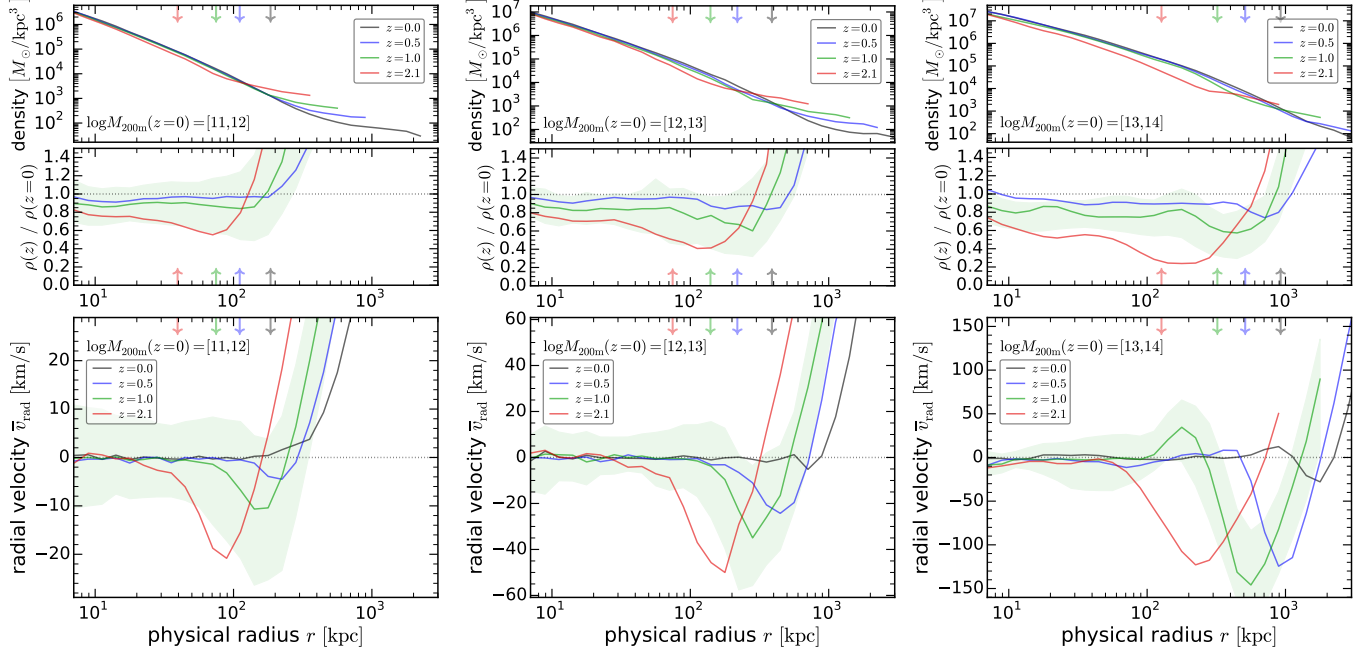 density [M⊙/kpc³]
10⁶
10⁵
10⁴
10³
10²
z=0.0
z=0.5
z=1.0
z=2.1
logM₂₀₀ₘ(z=0)=[11,12]
ρ(z) / ρ(z=0)
1.4
1.2
1.0
0.8
0.6
0.4
0.2
0.0
10¹ 10² 10³
radial velocity v̅_rad [km/s]
20
10
0
−10
−20
logM₂₀₀ₘ(z=0)=[11,12]
z=0.0
z=0.5
z=1.0
z=2.1
10¹ 10² 10³
physical radius r [kpc]
density [M⊙/kpc³]
10⁷
10⁶
10⁵
10⁴
10³
10²
z=0.0
z=0.5
z=1.0
z=2.1
logM₂₀₀ₘ(z=0)=[12,13]
ρ(z) / ρ(z=0)
1.4
1.2
1.0
0.8
0.6
0.4
0.2
0.0
10¹ 10² 10³
radial velocity v̅_rad [km/s]
60
40
20
0
−20
−40
−60
logM₂₀₀ₘ(z=0)=[12,13]
z=0.0
z=0.5
z=1.0
z=2.1
10¹ 10² 10³
physical radius r [kpc]
density [M⊙/kpc³]
10⁷
10⁶
10⁵
10⁴
10³
10²
z=0.0
z=0.5
z=1.0
z=2.1
logM₂₀₀ₘ(z=0)=[13,14]
ρ(z) / ρ(z=0)
1.4
1.2
1.0
0.8
0.6
0.4
0.2
0.0
10¹ 10² 10³
radial velocity v̅_rad [km/s]
150
100
50
0
−50
−100
−150
logM₂₀₀ₘ(z=0)=[13,14]
z=0.0
z=0.5
z=1.0
z=2.1
10¹ 10² 10³
physical radius r [kpc]